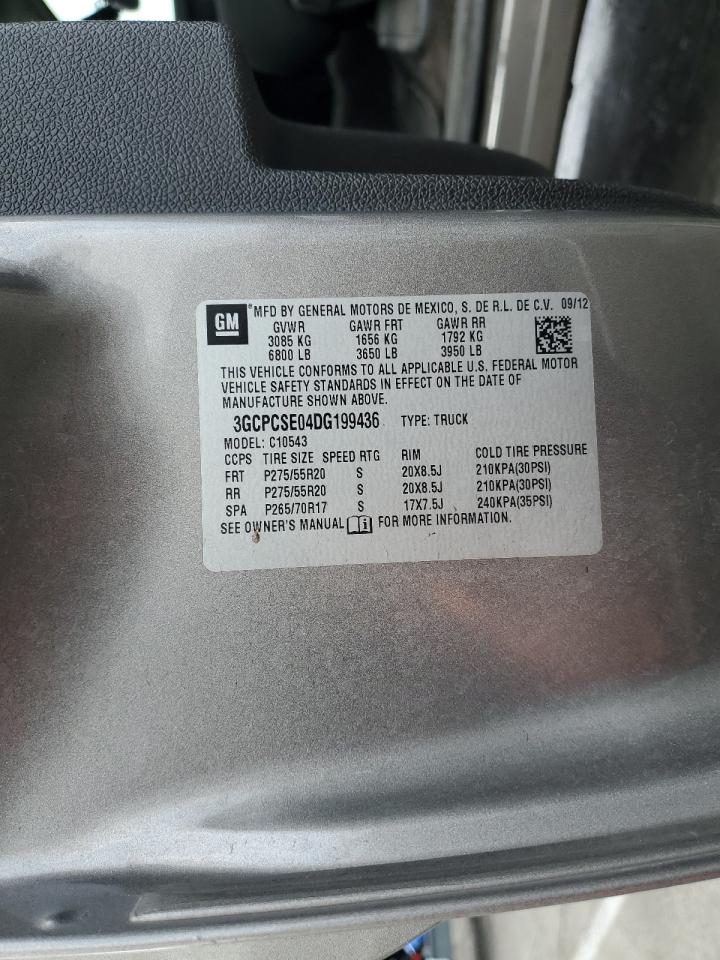 GM ® MFD BY GENERAL MOTORS DE MEXICO, S. DE R.L. DE C.V. 09/12
GVWR GAWR FRT GAWR RR
3085 KG 1656 KG 1792 KG
6800 LB 3650 LB 3950 LB
THIS VEHICLE CONFORMS TO ALL APPLICABLE U.S. FEDERAL MOTOR
VEHICLE SAFETY STANDARDS IN EFFECT ON THE DATE OF
MANUFACTURE SHOWN ABOVE.
3GCPCSE04DG199436 TYPE: TRUCK
MODEL: C10543
CCPS TIRE SIZE SPEED RTG RIM COLD TIRE PRESSURE
FRT P275/55R20 S 20X8.5J 210KPA(30PSI)
RR P275/55R20 S 20X8.5J 210KPA(30PSI)
SPA P265/70R17 S 17X7.5J 240KPA(35PSI)
SEE OWNER'S MANUAL i FOR MORE INFORMATION.